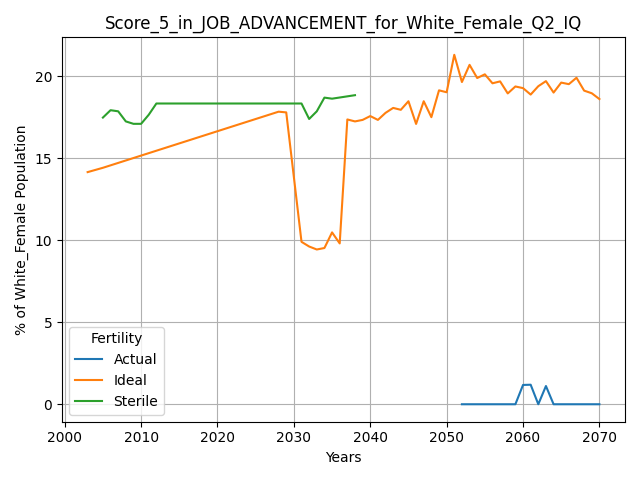 Score_5_in_JOB_ADVANCEMENT_for_White_Female_Q2_IQ
% of White_Female Population
20
15
10
5
0
Fertility
Actual
Ideal
Sterile
2000 2010 2020 2030 2040 2050 2060 2070
Years